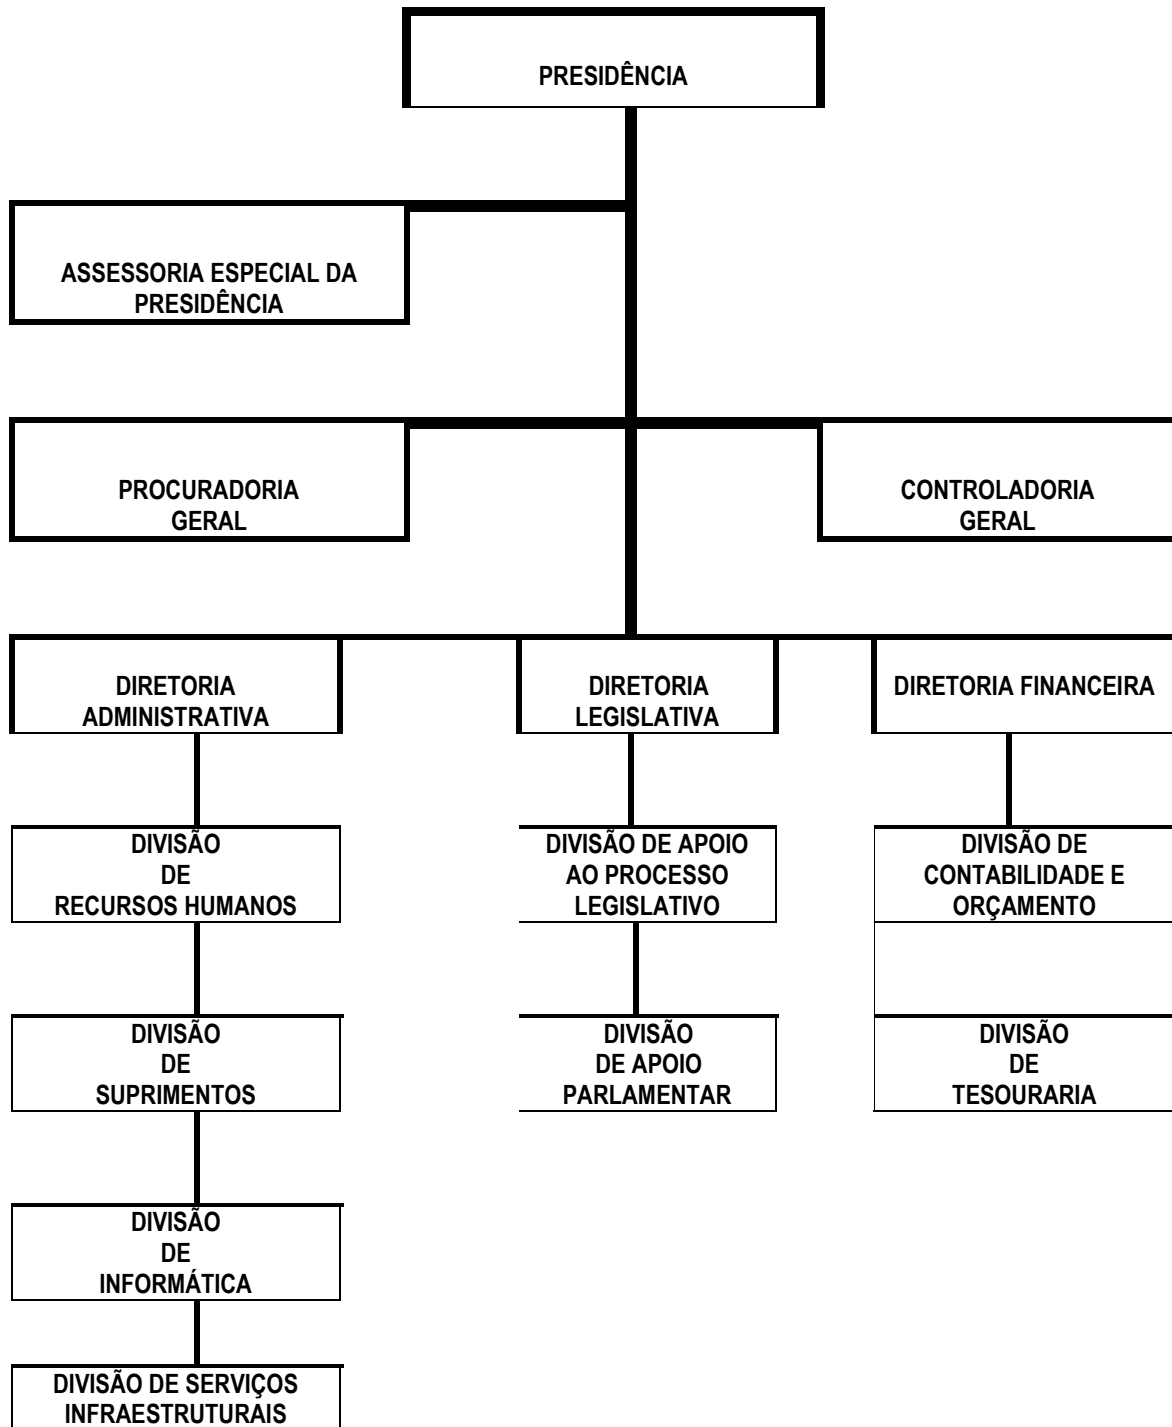 PRESIDÊNCIA
ASSESSORIA ESPECIAL DA
PRESIDÊNCIA
PROCURADORIA
GERAL
CONTROLADORIA
GERAL
DIRETORIA
ADMINISTRATIVA
DIRETORIA
LEGISLATIVA
DIRETORIA FINANCEIRA
DIVISÃO
DE
RECURSOS HUMANOS
DIVISÃO DE APOIO
AO PROCESSO
LEGISLATIVO
DIVISÃO DE
CONTABILIDADE E
ORÇAMENTO
DIVISÃO
DE
SUPRIMENTOS
DIVISÃO
DE APOIO
PARLAMENTAR
DIVISÃO
DE
TESOURARIA
DIVISÃO
DE
INFORMÁTICA
DIVISÃO DE SERVIÇOS
INFRAESTRUTURAIS